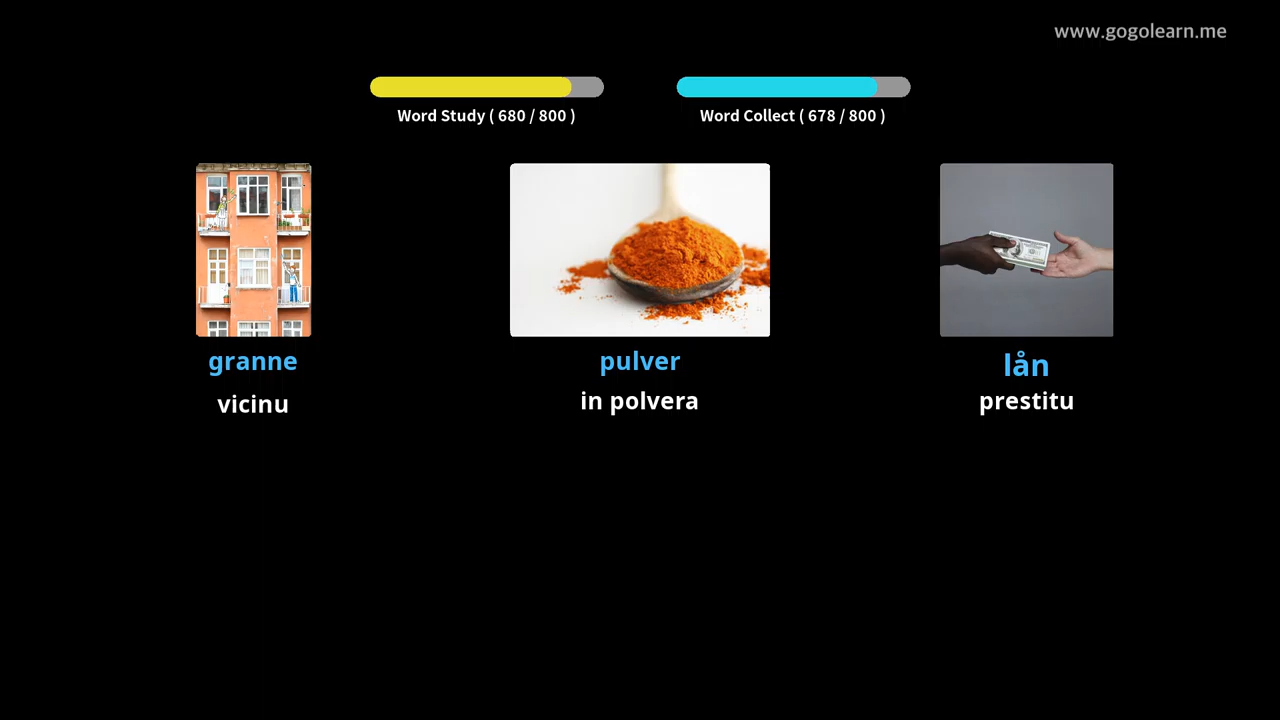 www.gogolearn.me
Word Study ( 680 / 800 )
Word Collect ( 678 / 800 )
granne
vicinu
pulver
in polvera
lån
prestitu